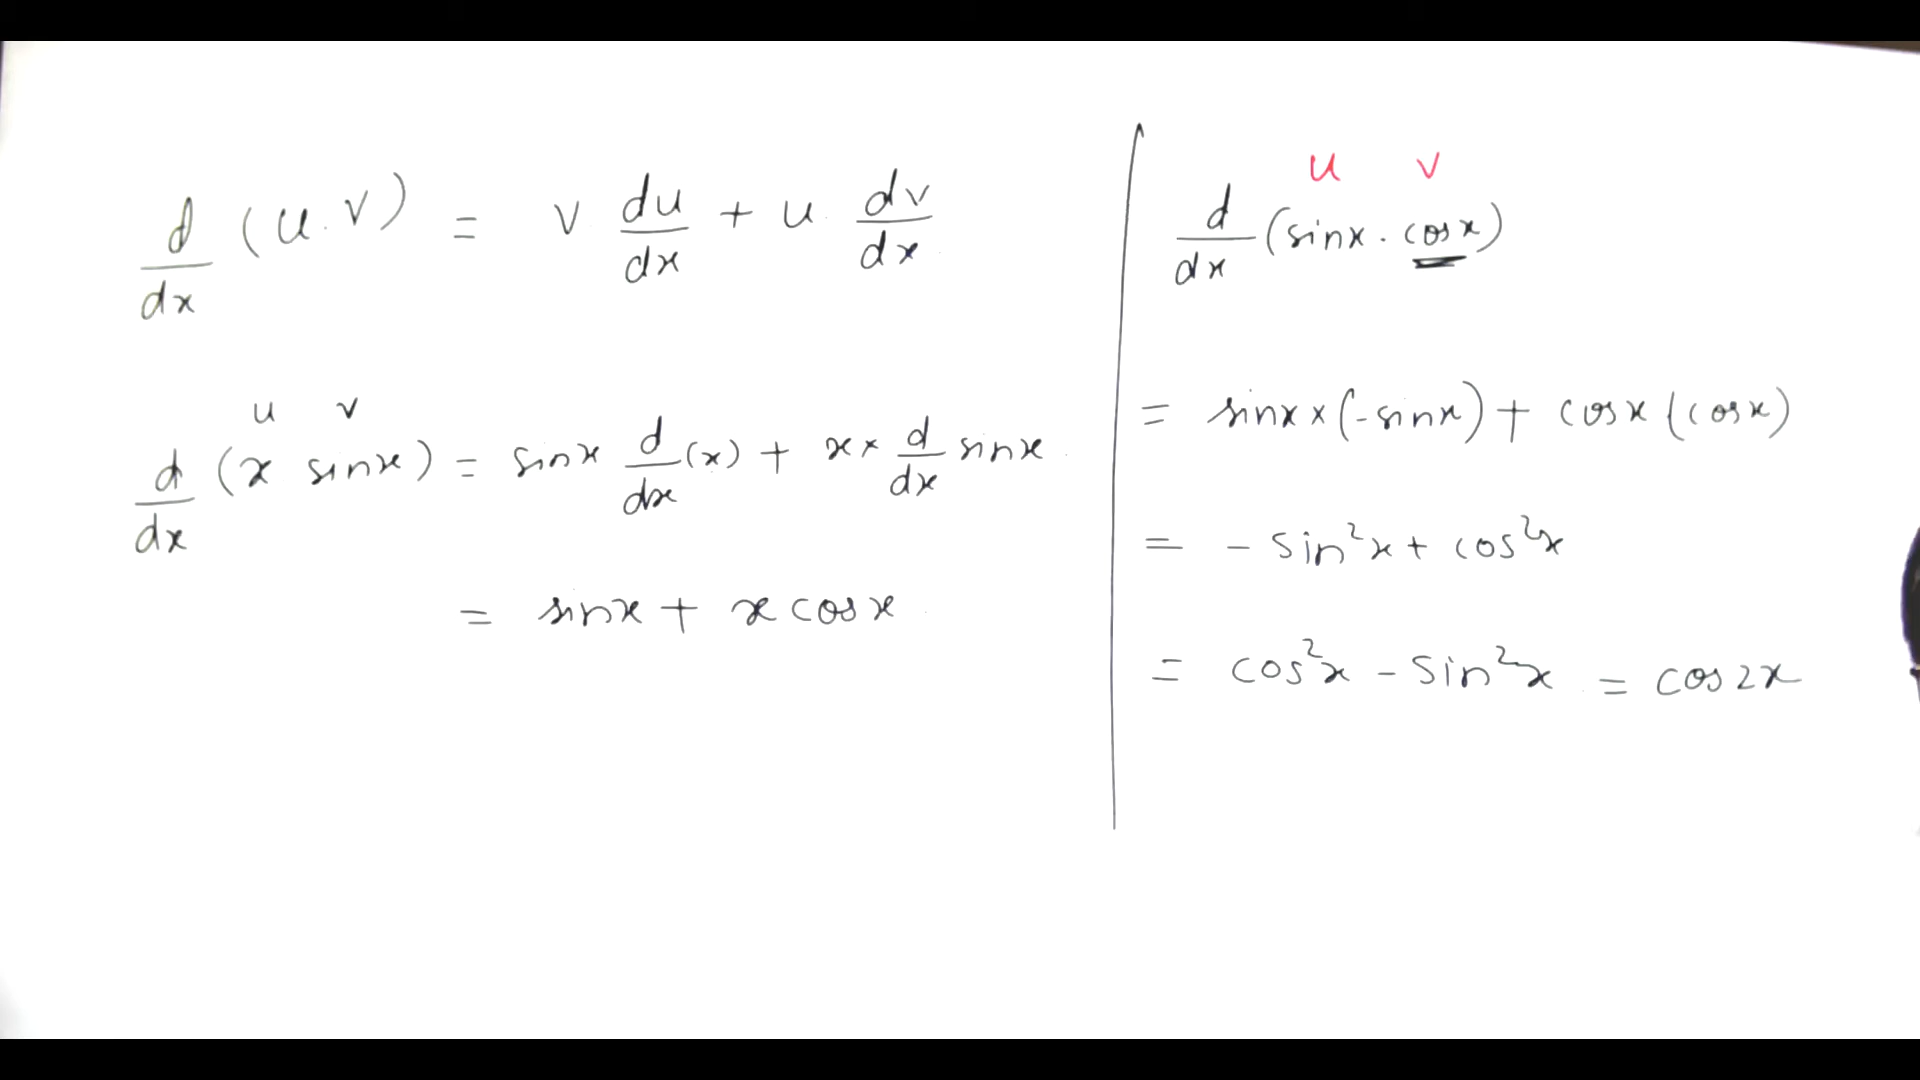 d/dx (u.v) = v du/dx + u dv/dx
u v
d/dx (x sinx) = sinx d/dx (x) + x × d/dx sinx
= sinx + x cosx
u v
d/dx (sinx . cosx)
= sinx × (-sinx) + cosx (cosx)
= - sin²x + cos²x
= cos²x - sin²x = cos2x